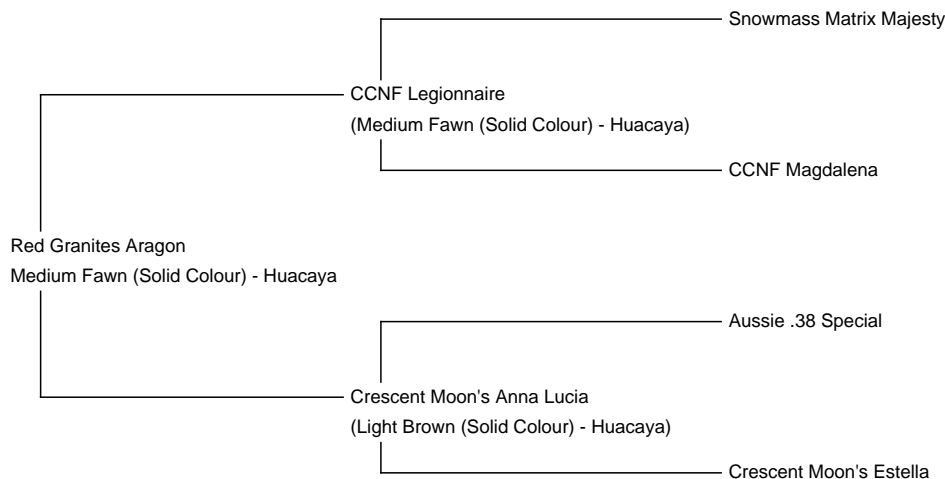 Snowmass Matrix Majesty
CCNF Legionnaire
(Medium Fawn (Solid Colour) - Huacaya)
CCNF Magdalena
Red Granites Aragon
Medium Fawn (Solid Colour) - Huacaya
Aussie .38 Special
Crescent Moon's Anna Lucia
(Light Brown (Solid Colour) - Huacaya)
Crescent Moon's Estella